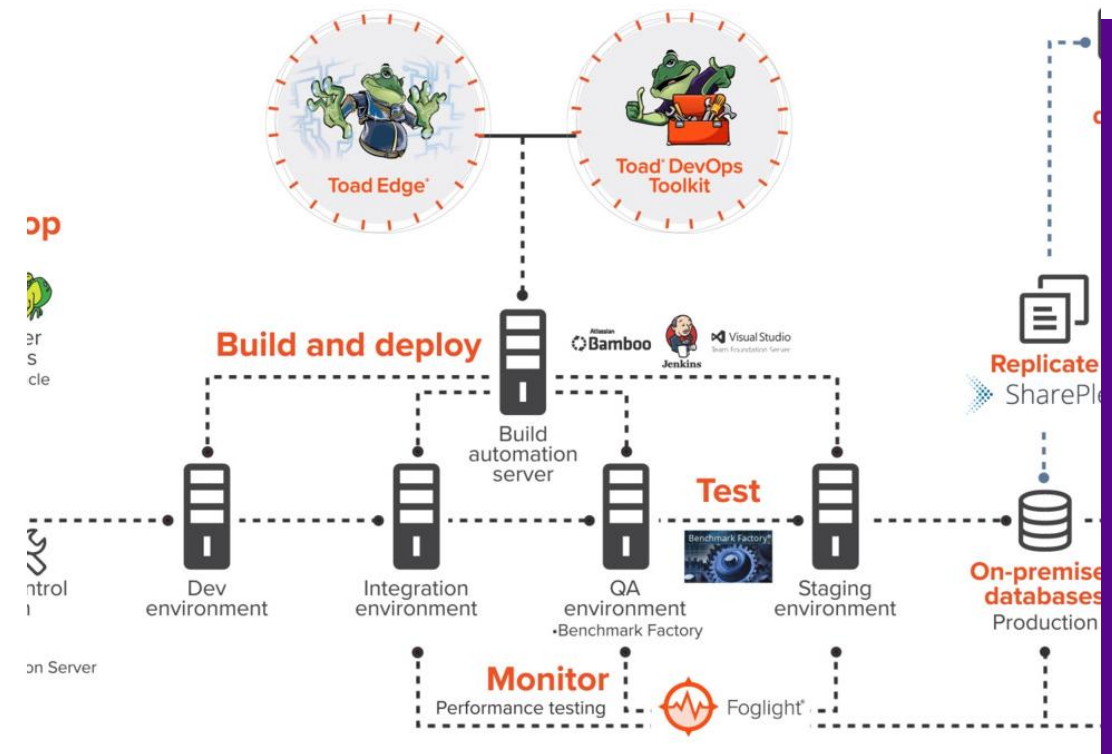 Toad Edge®
Toad® DevOps
Toolkit
op
er
s
cle
Build and deploy
Atlassian
Bamboo
Jenkins
Visual Studio
Team Foundation Server
Build
automation
server
Replicate
SharePle
Test
Benchmark Factory®
ntrol
n
Dev
environment
Integration
environment
QA
environment
•Benchmark Factory
Staging
environment
On-premise
databases
Production
on Server
Monitor
Performance testing
Foglight®